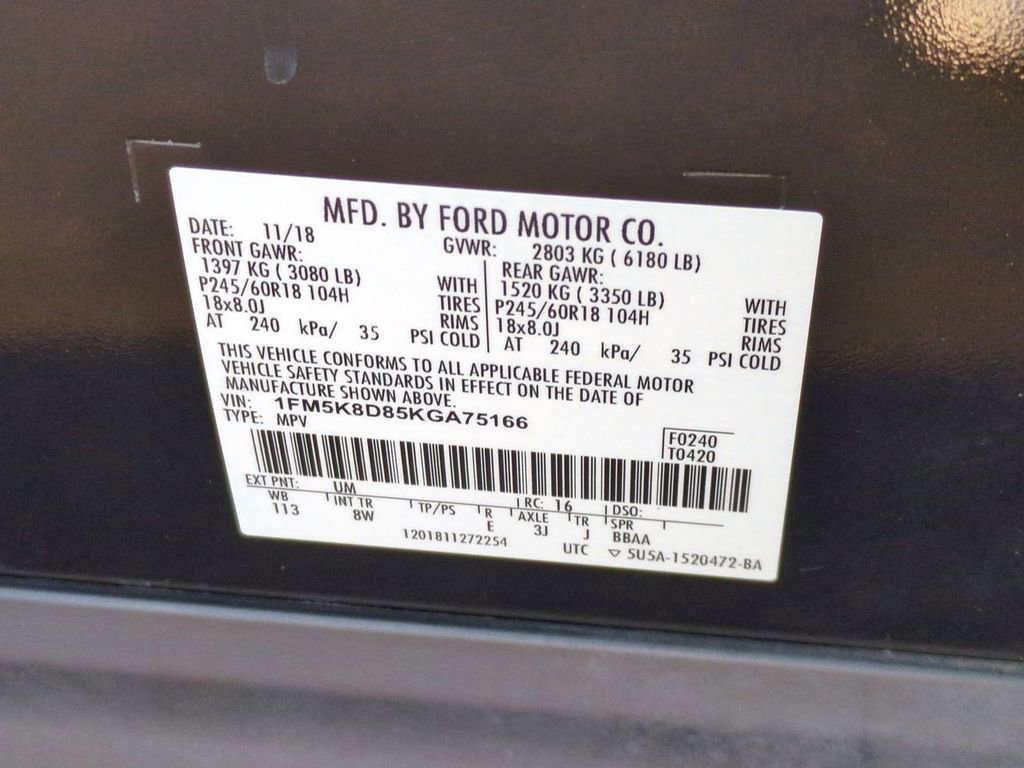 MFD. BY FORD MOTOR CO.
DATE: 11/18 GVWR: 2803 KG ( 6180 LB)
FRONT GAWR: REAR GAWR:
1397 KG ( 3080 LB) WITH 1520 KG ( 3350 LB) WITH
P245/60R18 104H TIRES P245/60R18 104H TIRES
18x8.0J RIMS 18x8.0J RIMS
AT 240 kPa/ 35 PSI COLD AT 240 kPa/ 35 PSI COLD
THIS VEHICLE CONFORMS TO ALL APPLICABLE FEDERAL MOTOR
VEHICLE SAFETY STANDARDS IN EFFECT ON THE DATE OF
MANUFACTURE SHOWN ABOVE.
VIN: 1FM5K8D85KGA75166
TYPE: MPV
F0240
T0420
EXT PNT: UM RC: 16 DSO:
WB INT TR TP/PS R AXLE TR SPR
113 8W E 3J J BBAA
1201811272254 UTC ▽ 5U5A-1520472-BA